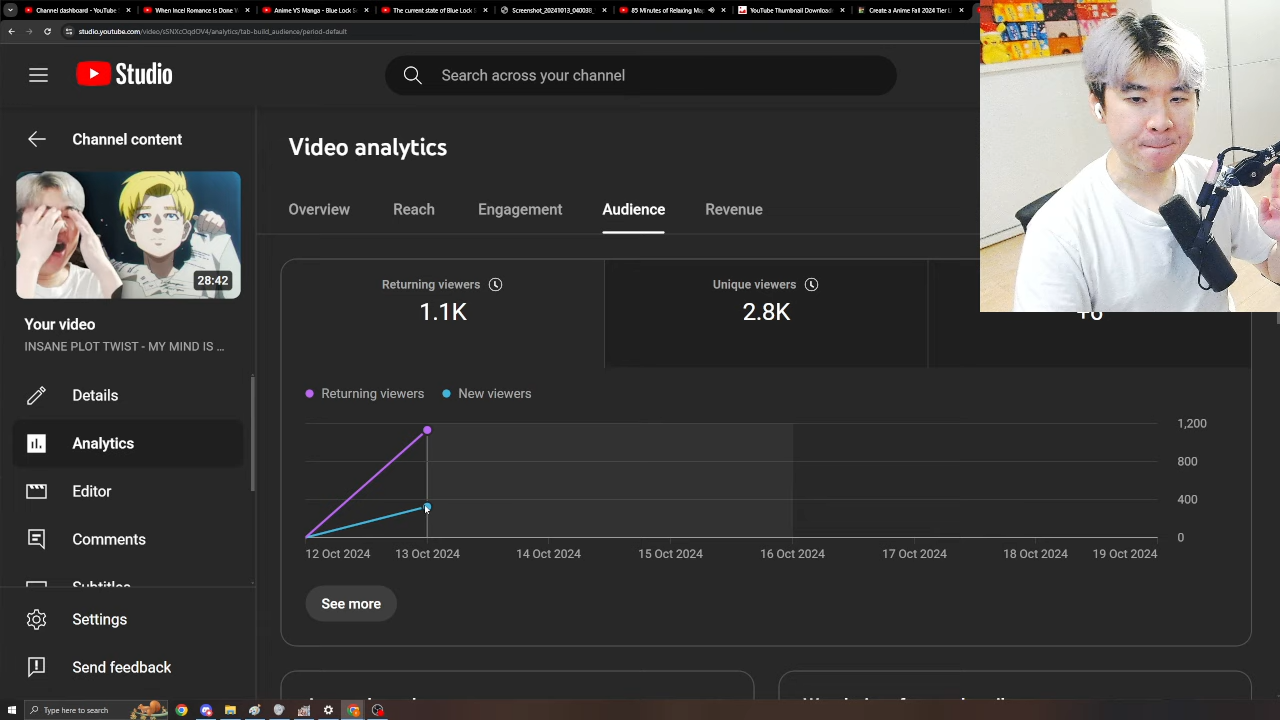 Channel dashboard - YouTube
When Incel Romance Is Done
Anime VS Manga - Blue Lock
The current state of Blue Lock
Screenshot_20241013_040038_
85 Minutes of Relaxing
YouTube Thumbnail Download
Create a Anime Fall 2024 Tier
studio.youtube.com/video/sSNXcOqdOV4/analytics/tab-build_audience/period-default
Studio
Search across your channel
Channel content
28:42
Your video
INSANE PLOT TWIST - MY MIND IS ...
Details
Analytics
Editor
Comments
Subtitles
Settings
Send feedback
Video analytics
Overview
Reach
Engagement
Audience
Revenue
Returning viewers
1.1K
Unique viewers
2.8K
+6
Returning viewers
New viewers
1,200
800
400
0
12 Oct 2024
13 Oct 2024
14 Oct 2024
15 Oct 2024
16 Oct 2024
17 Oct 2024
18 Oct 2024
19 Oct 2024
See more
Type here to search